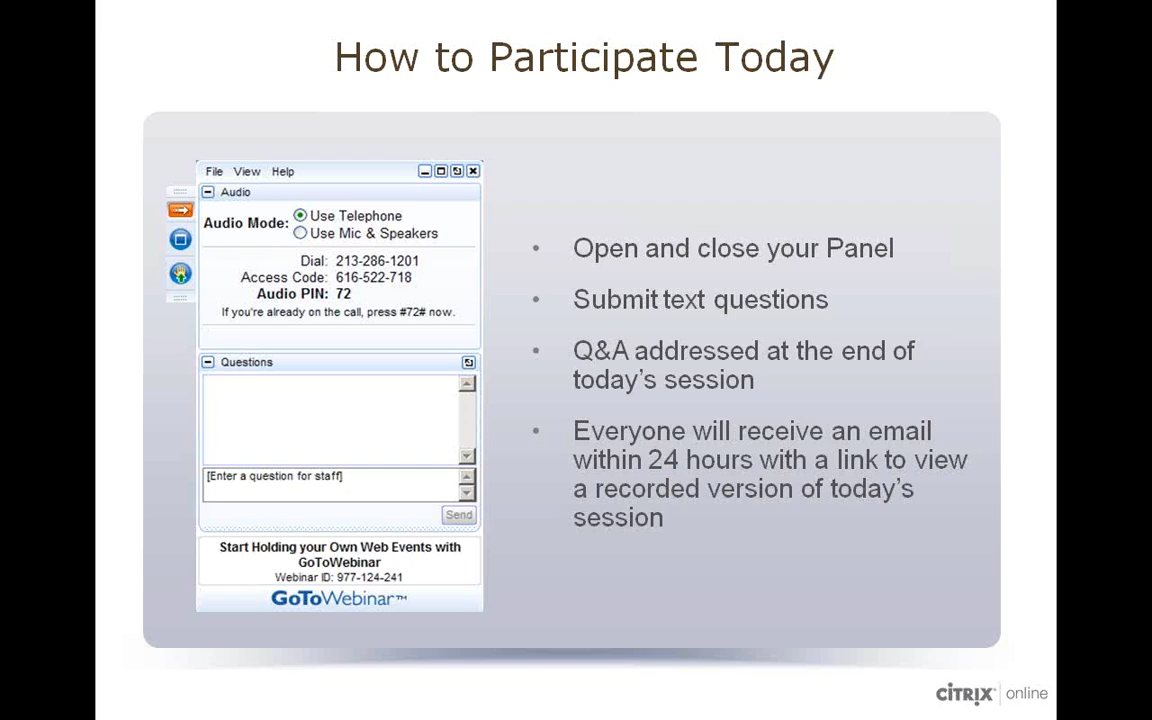 How to Participate Today
File View Help
Audio
Audio Mode: Use Telephone
Use Mic & Speakers
Dial: 213-286-1201
Access Code: 616-522-718
Audio PIN: 72
If you're already on the call, press #72# now.
Questions
[Enter a question for staff]
Send
Start Holding your Own Web Events with
GoToWebinar
Webinar ID: 977-124-241
GoToWebinar™
• Open and close your Panel
• Submit text questions
• Q&A addressed at the end of
today’s session
• Everyone will receive an email
within 24 hours with a link to view
a recorded version of today’s
session
CITRIX® online